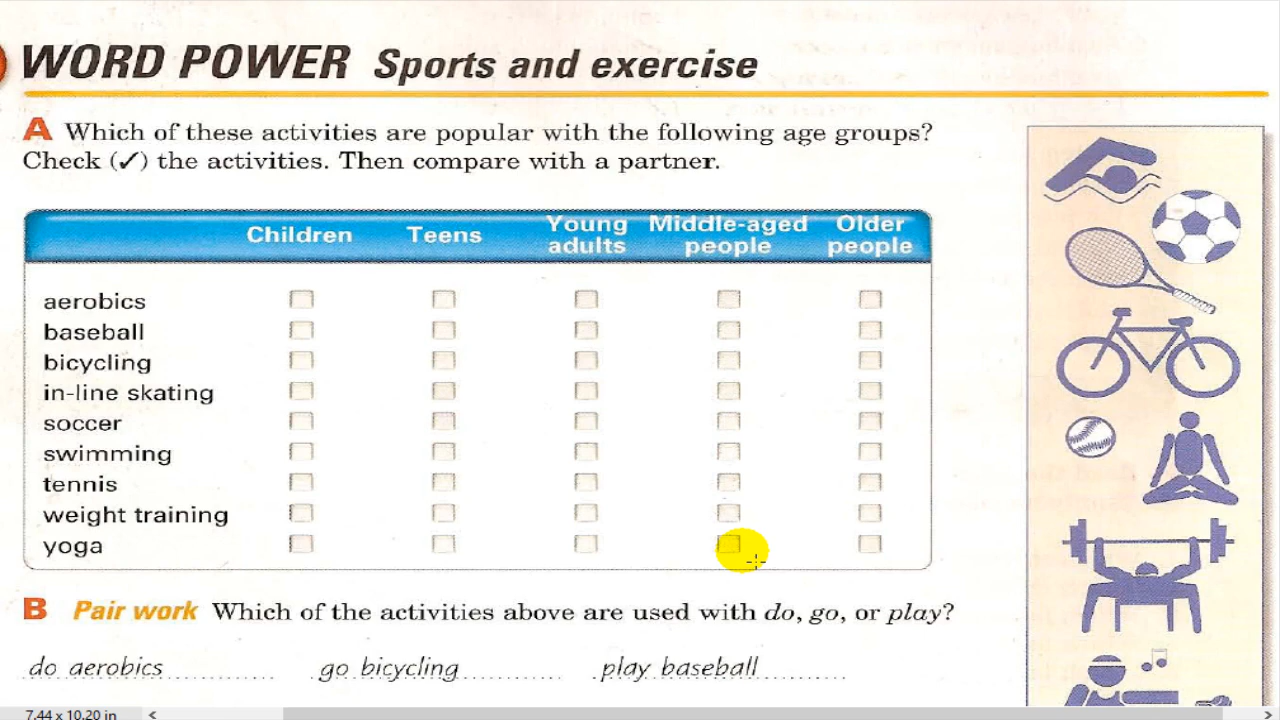 WORD POWER Sports and exercise
A Which of these activities are popular with the following age groups?
Check (✓) the activities. Then compare with a partner.
Children Teens Young adults Middle-aged people Older people
aerobics
baseball
bicycling
in-line skating
soccer
swimming
tennis
weight training
yoga
B Pair work Which of the activities above are used with do, go, or play?
do aerobics go bicycling play baseball
7.44 x 10.20 in